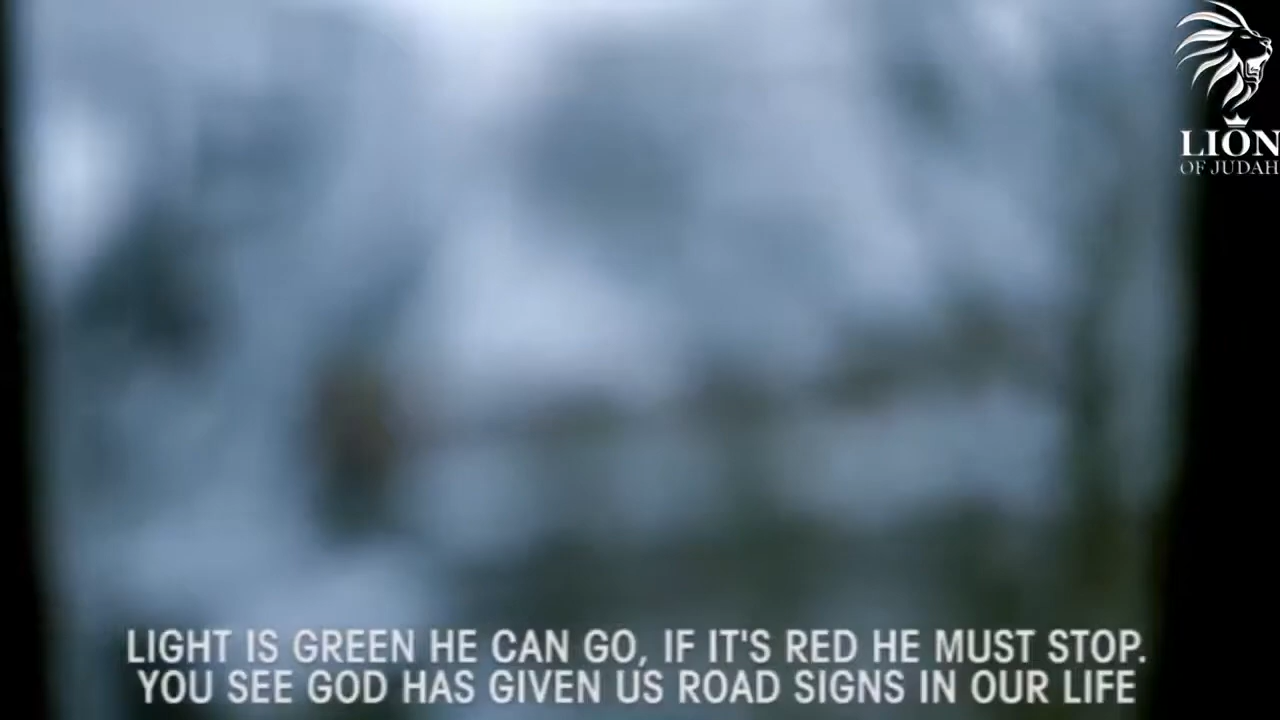 LION
OF JUDAH
LIGHT IS GREEN HE CAN GO, IF IT'S RED HE MUST STOP.
YOU SEE GOD HAS GIVEN US ROAD SIGNS IN OUR LIFE